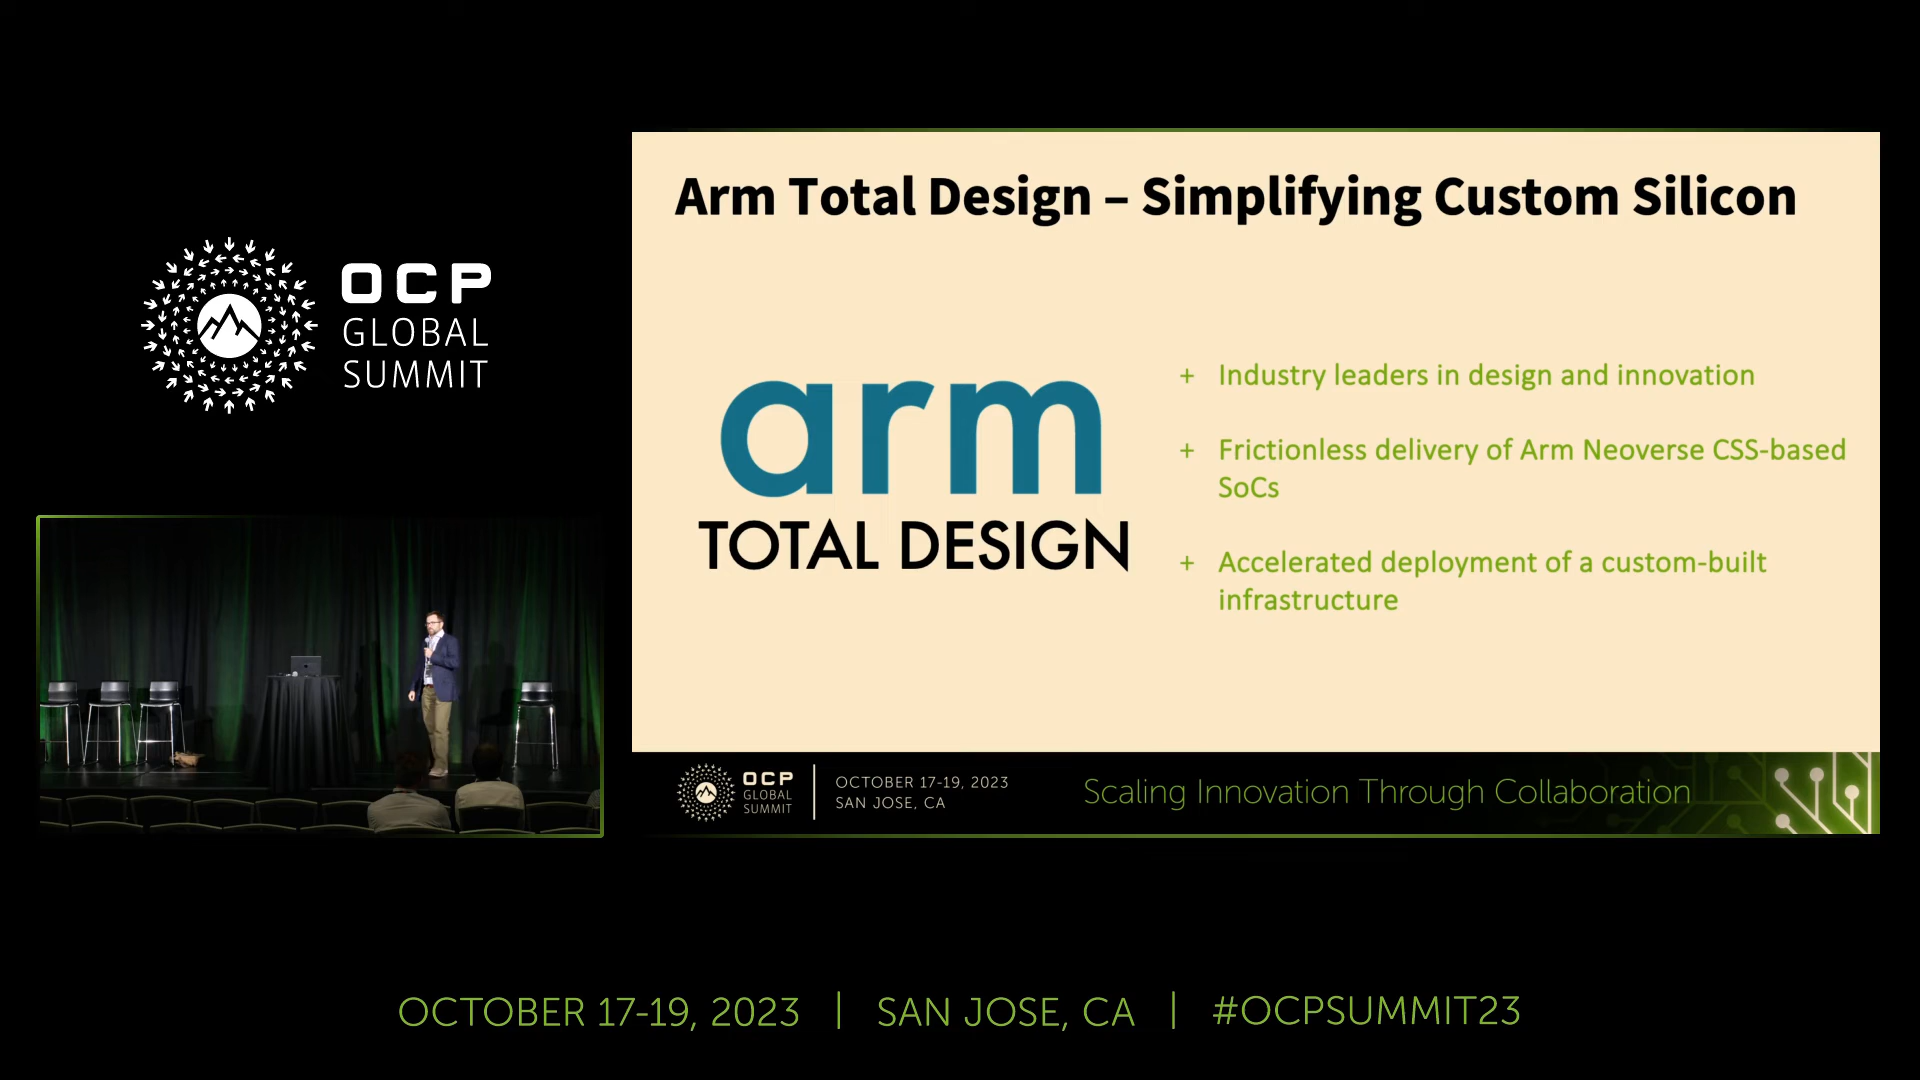 OCP
GLOBAL
SUMMIT
Arm Total Design – Simplifying Custom Silicon
arm
TOTAL DESIGN
+ Industry leaders in design and innovation
+ Frictionless delivery of Arm Neoverse CSS-based
SoCs
+ Accelerated deployment of a custom-built
infrastructure
OCP
GLOBAL
SUMMIT
OCTOBER 17-19, 2023
SAN JOSE, CA
Scaling Innovation Through Collaboration
OCTOBER 17-19, 2023 | SAN JOSE, CA | #OCPSUMMIT23